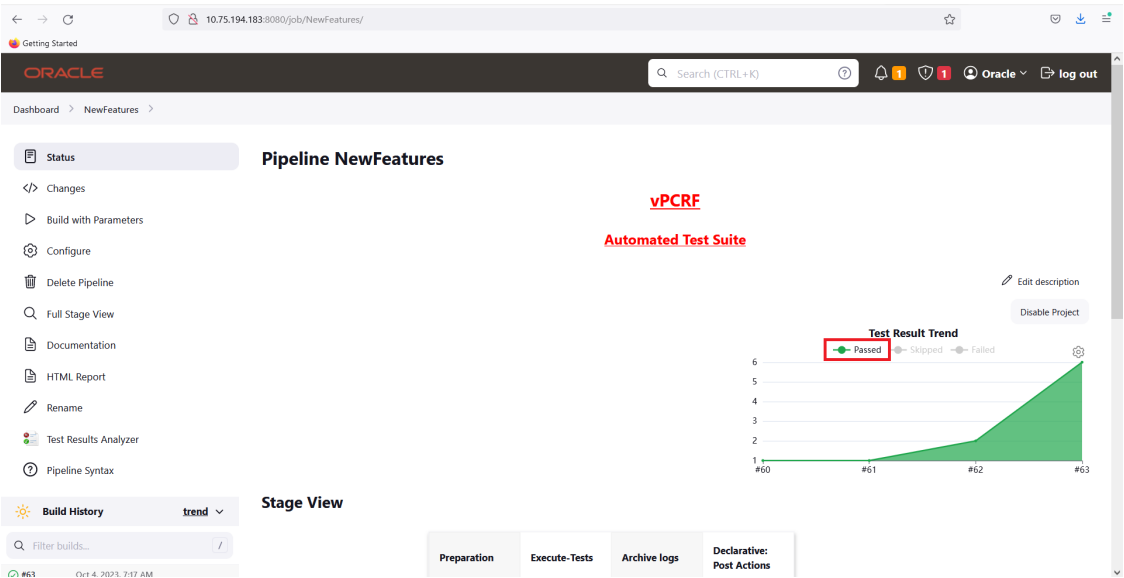 10.75.194.183:8080/job/NewFeatures/
Getting Started
ORACLE
Search (CTRL+K)
1
1
Oracle
log out
Dashboard
NewFeatures
Status
Changes
Build with Parameters
Configure
Delete Pipeline
Full Stage View
Documentation
HTML Report
Rename
Test Results Analyzer
Pipeline Syntax
Build History trend
Filter builds... /
#63 Oct 4, 2023, 7:17 AM
Pipeline NewFeatures
vPCRF
Automated Test Suite
Edit description
Disable Project
Test Result Trend
Passed Skipped Failed
6
5
4
3
2
1
#60 #61 #62 #63
Stage View
Preparation
Execute-Tests
Archive logs
Declarative:
Post Actions